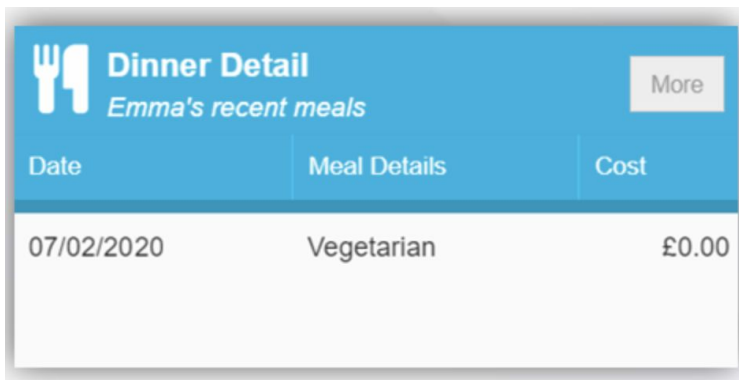 Dinner Detail
Emma's recent meals
More
Date Meal Details Cost
07/02/2020 Vegetarian £0.00